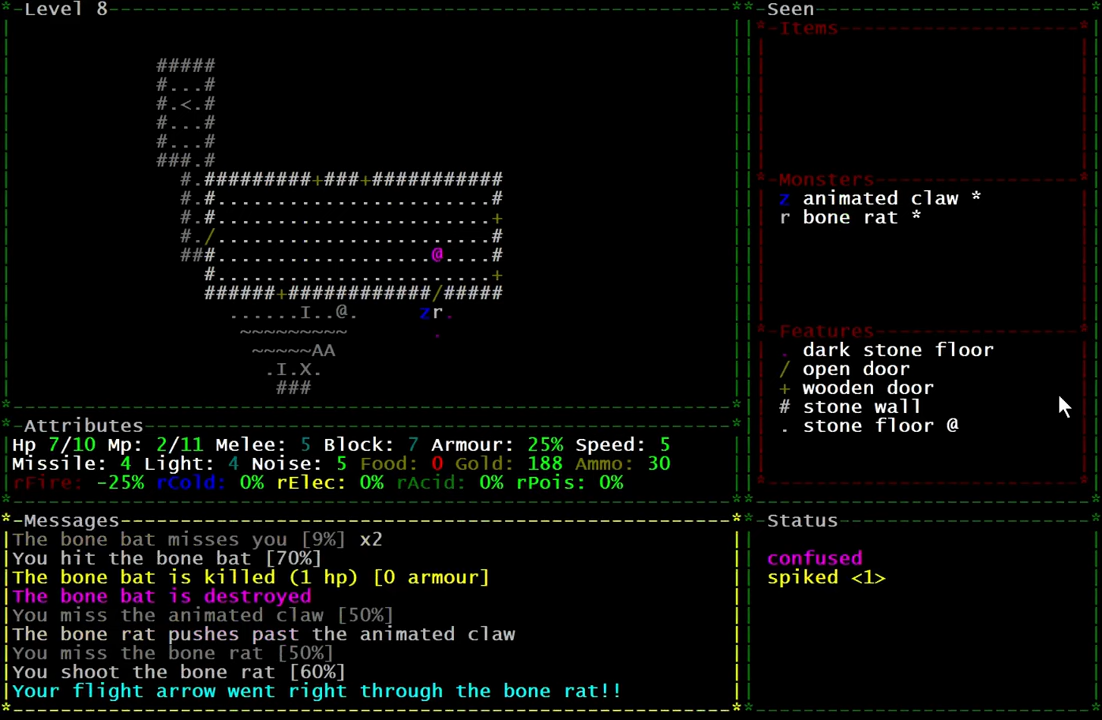 Level 8
#####
#...#
#.<.#
#...#
#...#
###.#
#.#########+###+###########
#.#.......................#
#.#.......................+
#./.......................#
###..................@....#
#.......................+
######+############/#####
......I..@. zr.
~~~~~~~~~ .
~~~~~AA
.I.X.
###
Attributes
Hp 7/10 Mp: 2/11 Melee: 5 Block: 7 Armour: 25% Speed: 5
Missile: 4 Light: 4 Noise: 5 Food: 0 Gold: 188 Ammo: 30
rFire: -25% rCold: 0% rElec: 0% rAcid: 0% rPois: 0%
Messages
The bone bat misses you [9%] x2
You hit the bone bat [70%]
The bone bat is killed (1 hp) [0 armour]
The bone bat is destroyed
You miss the animated claw [50%]
The bone rat pushes past the animated claw
You miss the bone rat [50%]
You shoot the bone rat [60%]
Your flight arrow went right through the bone rat!!
Seen
Items
Monsters
z animated claw *
r bone rat *
Features
. dark stone floor
/ open door
+ wooden door
# stone wall
. stone floor @
Status
confused
spiked <1>